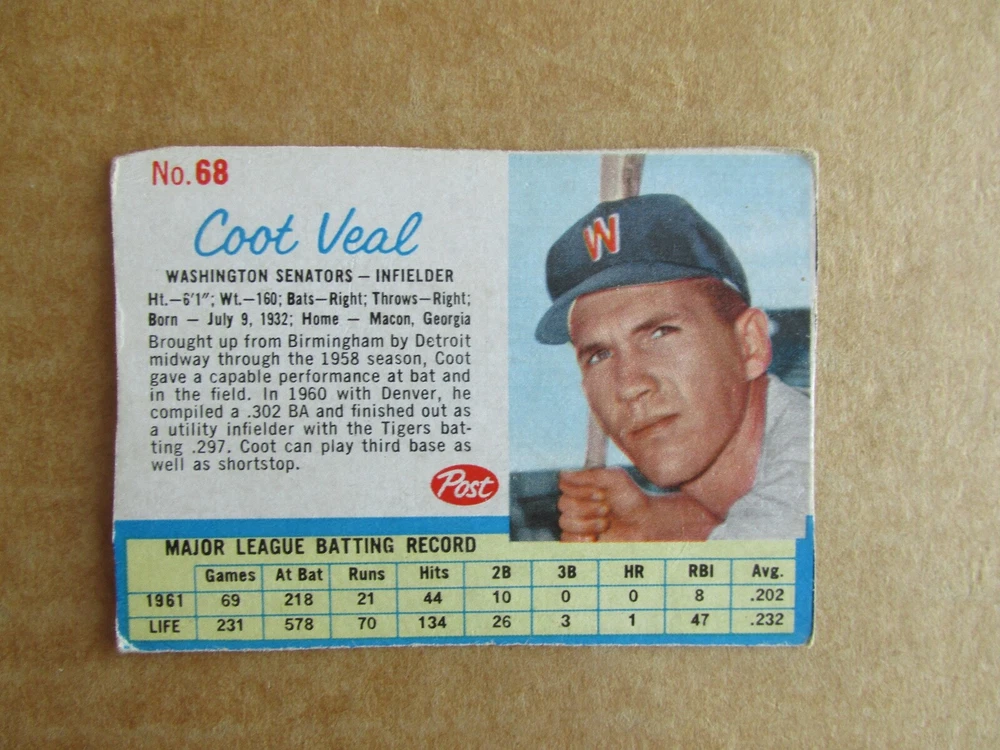 No. 68
Coot Veal
WASHINGTON SENATORS — INFIELDER
Ht.—6'1"; Wt.—160; Bats—Right; Throws—Right;
Born — July 9, 1932; Home — Macon, Georgia
Brought up from Birmingham by Detroit
midway through the 1958 season, Coot
gave a capable performance at bat and
in the field. In 1960 with Denver, he
compiled a .302 BA and finished out as
a utility infielder with the Tigers bat-
ting .297. Coot can play third base as
well as shortstop.
Post
W
MAJOR LEAGUE BATTING RECORD
Games At Bat Runs Hits 2B 3B HR RBI Avg.
1961 69 218 21 44 10 0 0 8 .202
LIFE 231 578 70 134 26 3 1 47 .232